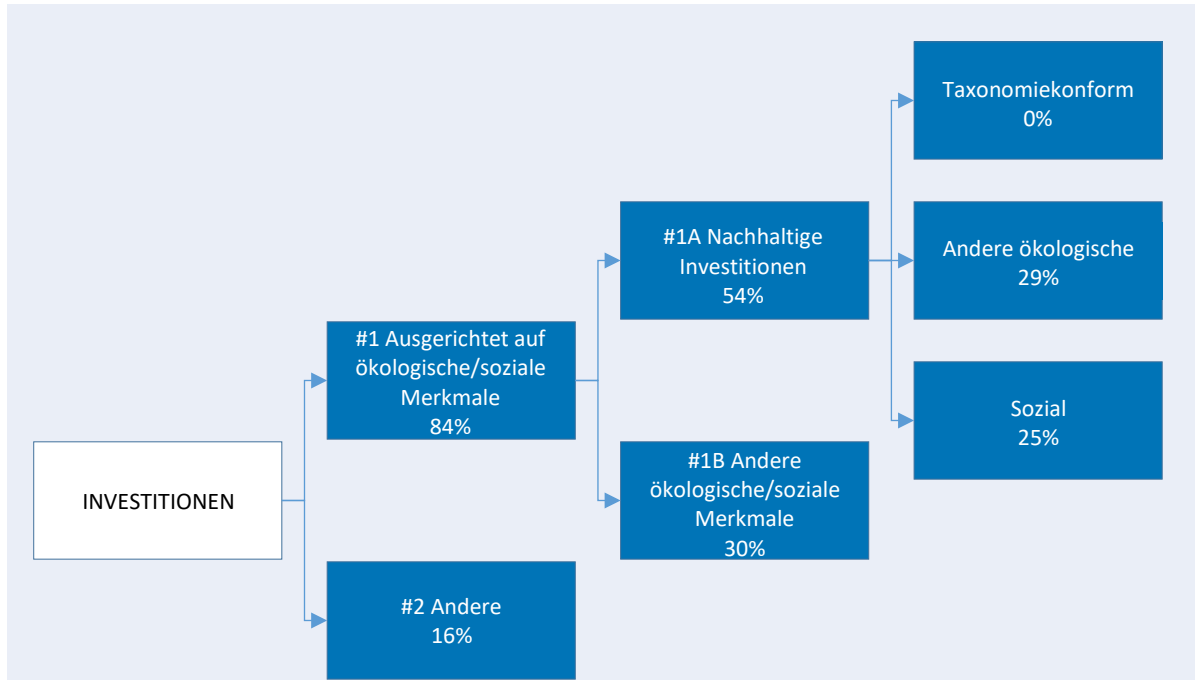 INVESTITIONEN
#1 Ausgerichtet auf
ökologische/soziale
Merkmale
84%
#2 Andere
16%
#1A Nachhaltige
Investitionen
54%
#1B Andere
ökologische/soziale
Merkmale
30%
Taxonomiekonform
0%
Andere ökologische
29%
Sozial
25%